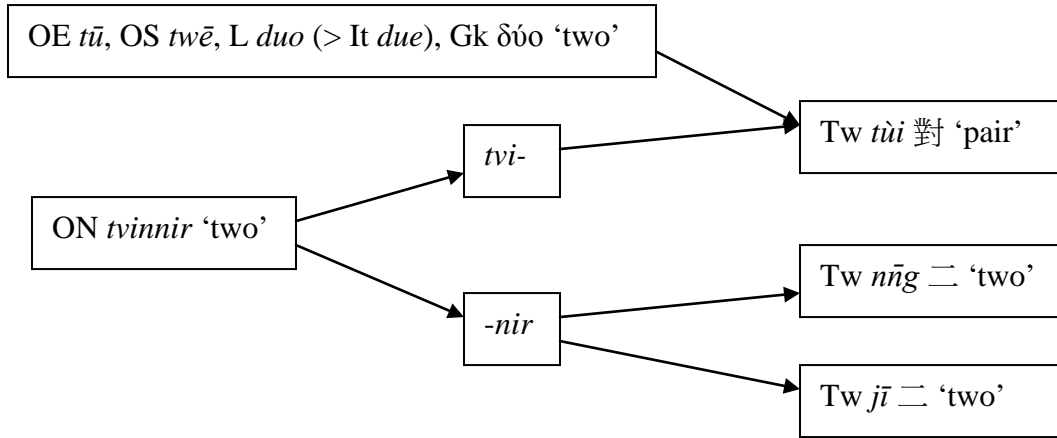 OE tū, OS twē, L duo (> It due), Gk δύο ‘two’
Tw tùi 對 ‘pair’
tvi-
ON tvinnir ‘two’
Tw nn̄g 二 ‘two’
-nir
Tw jī 二 ‘two’